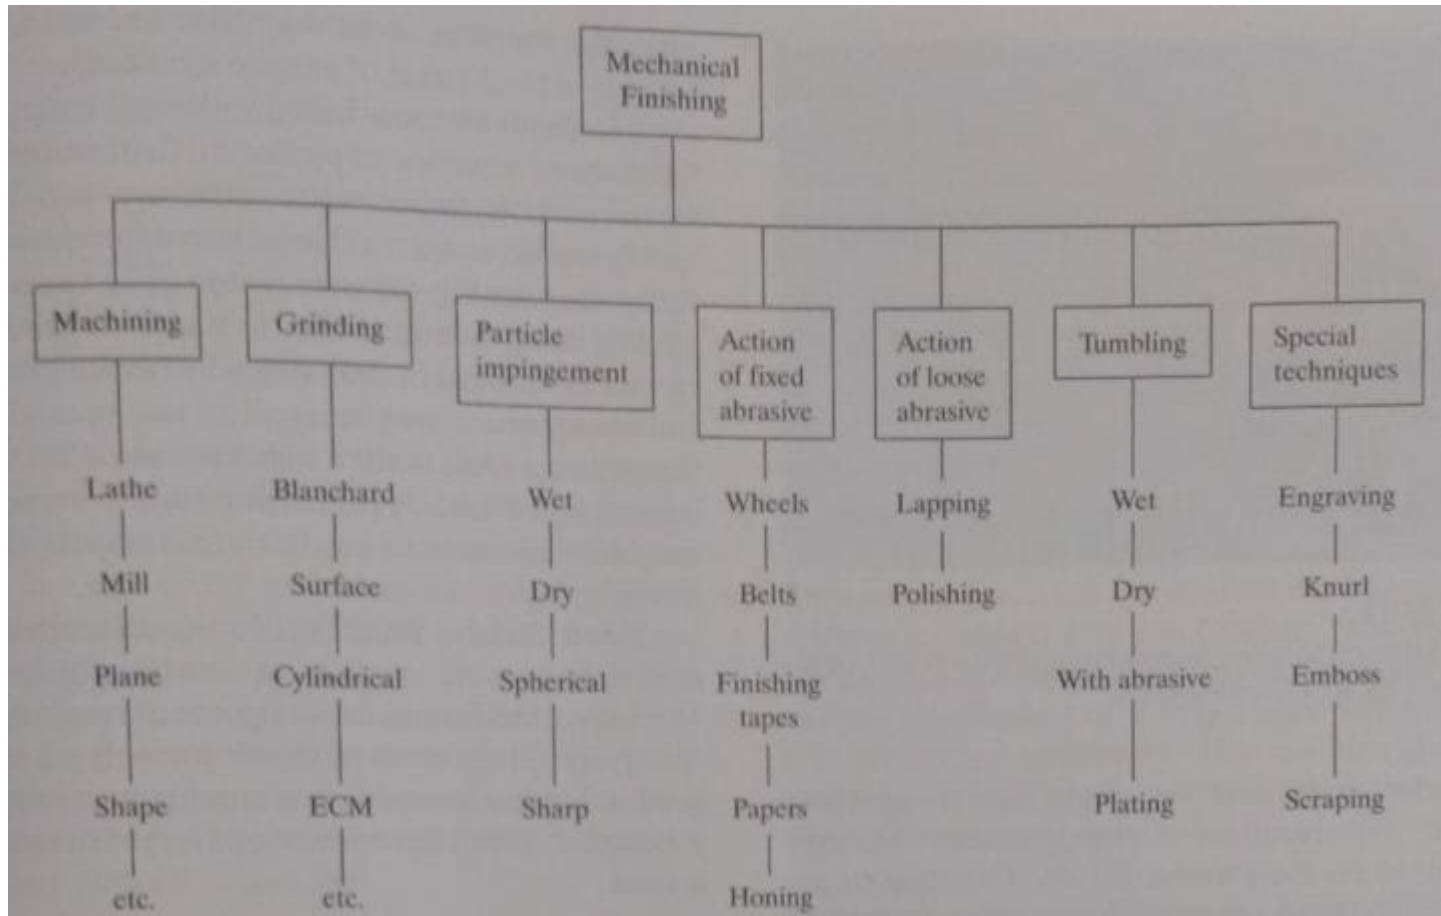 Mechanical
Finishing
Machining
Grinding
Particle
impingement
Action
of fixed
abrasive
Action
of loose
abrasive
Tumbling
Special
techniques
Lathe
Mill
Plane
Shape
etc.
Blanchard
Surface
Cylindrical
ECM
etc.
Wet
Dry
Spherical
Sharp
Wheels
Belts
Finishing
tapes
Papers
Honing
Lapping
Polishing
Wet
Dry
With abrasive
Plating
Engraving
Knurl
Emboss
Scraping